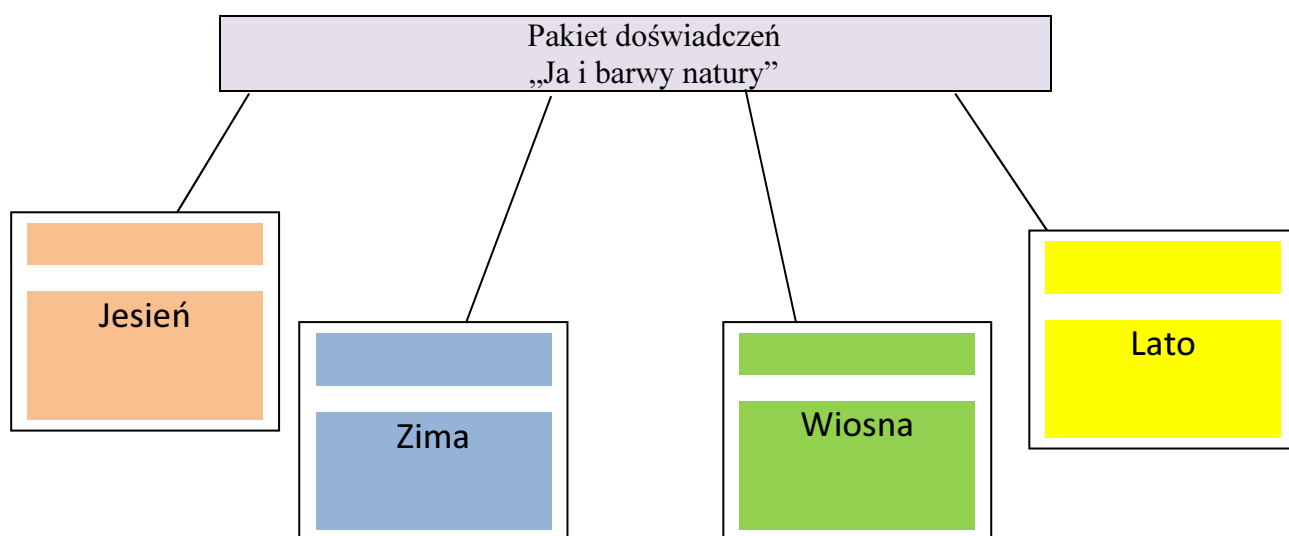 Pakiet doświadczeń
„Ja i barwy natury”
Jesień
Zima
Wiosna
Lato